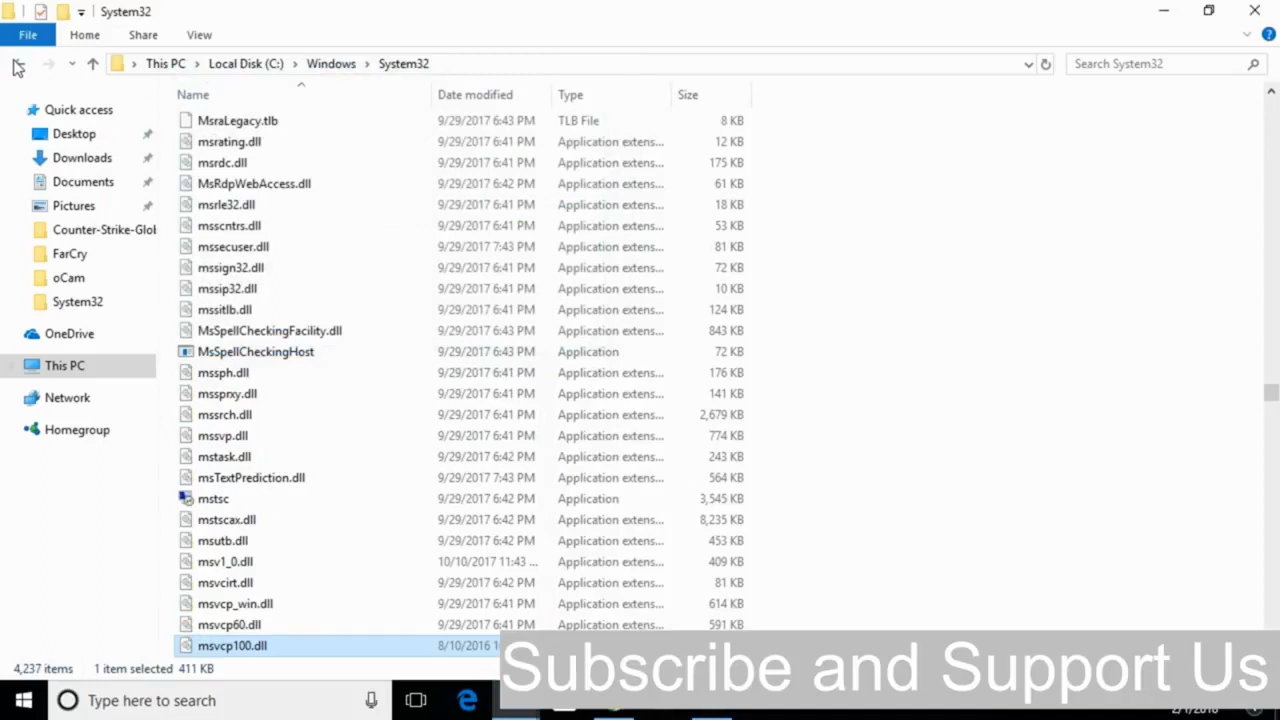 System32
File Home Share View
This PC Local Disk (C:) Windows System32 Search System32
Name Date modified Type Size
Quick access
Desktop
Downloads
Documents
Pictures
Counter-Strike-Glob
FarCry
oCam
System32
OneDrive
This PC
Network
Homegroup
MsraLegacy.tlb 9/29/2017 6:43 PM TLB File 8 KB
msrating.dll 9/29/2017 6:41 PM Application extens... 12 KB
msrdc.dll 9/29/2017 6:41 PM Application extens... 175 KB
MsRdpWebAccess.dll 9/29/2017 6:42 PM Application extens... 61 KB
msrle32.dll 9/29/2017 6:41 PM Application extens... 18 KB
msscntrs.dll 9/29/2017 6:41 PM Application extens... 53 KB
mssecuser.dll 9/29/2017 7:43 PM Application extens... 81 KB
mssign32.dll 9/29/2017 6:41 PM Application extens... 72 KB
mssip32.dll 9/29/2017 6:41 PM Application extens... 10 KB
mssitlb.dll 9/29/2017 6:41 PM Application extens... 124 KB
MsSpellCheckingFacility.dll 9/29/2017 6:43 PM Application extens... 843 KB
MsSpellCheckingHost 9/29/2017 6:43 PM Application 72 KB
mssph.dll 9/29/2017 6:41 PM Application extens... 176 KB
mssprxy.dll 9/29/2017 6:41 PM Application extens... 141 KB
mssrch.dll 9/29/2017 6:41 PM Application extens... 2,679 KB
mssvp.dll 9/29/2017 6:41 PM Application extens... 774 KB
mstask.dll 9/29/2017 6:42 PM Application extens... 243 KB
msTextPrediction.dll 9/29/2017 7:43 PM Application extens... 564 KB
mstsc 9/29/2017 6:42 PM Application 3,545 KB
mstscax.dll 9/29/2017 6:42 PM Application extens... 8,235 KB
msutb.dll 9/29/2017 6:42 PM Application extens... 453 KB
msv1_0.dll 10/10/2017 11:43 ... Application extens... 409 KB
msvcirt.dll 9/29/2017 6:42 PM Application extens... 81 KB
msvcp_win.dll 9/29/2017 6:41 PM Application extens... 614 KB
msvcp60.dll 9/29/2017 6:41 PM Application extens... 591 KB
msvcp100.dll 8/10/2016
4,237 items 1 item selected 411 KB
Subscribe and Support Us
Type here to search